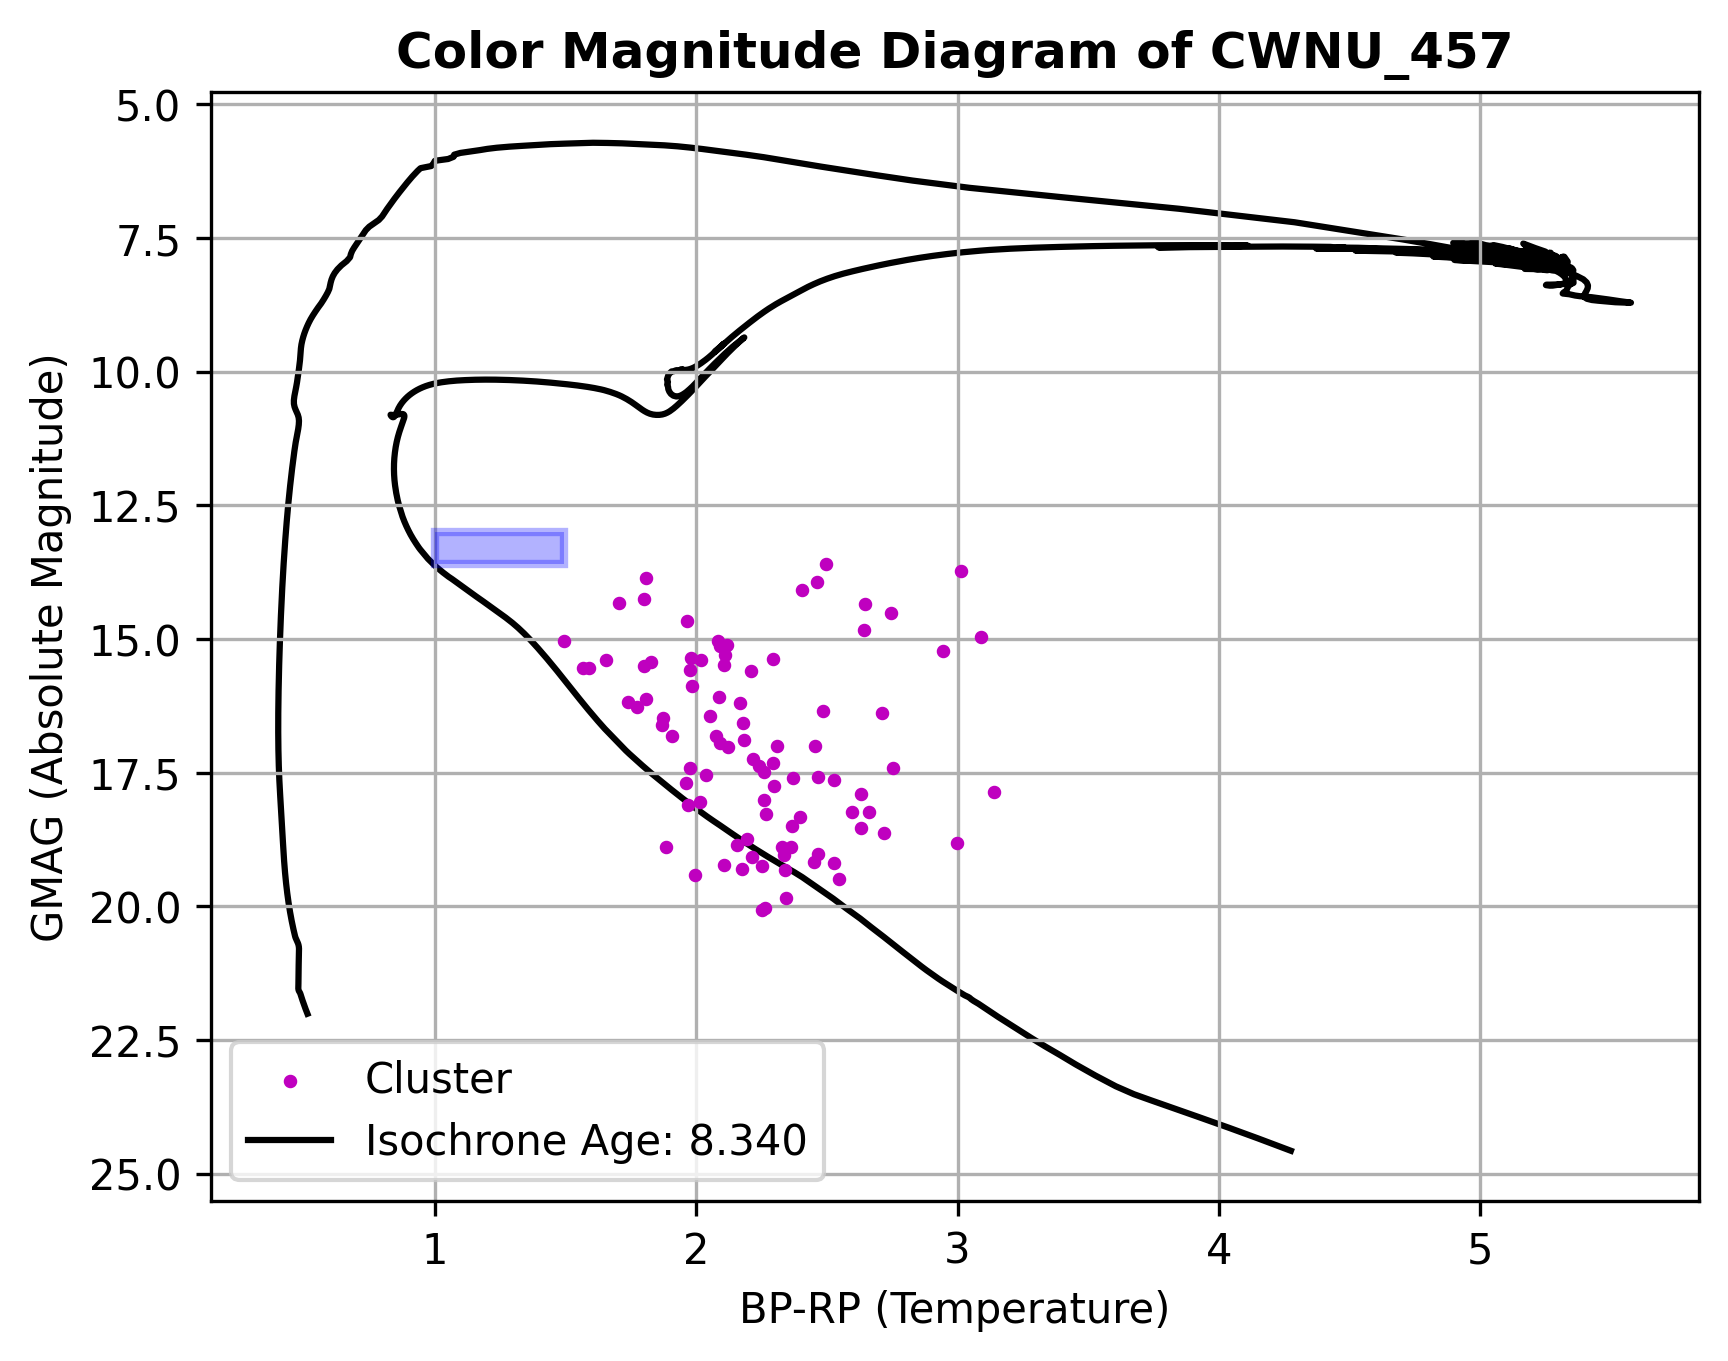 Color Magnitude Diagram of CWNU_457
GMAG (Absolute Magnitude)
5.0
7.5
10.0
12.5
15.0
17.5
20.0
22.5
25.0
Cluster
Isochrone Age: 8.340
1 2 3 4 5
BP-RP (Temperature)